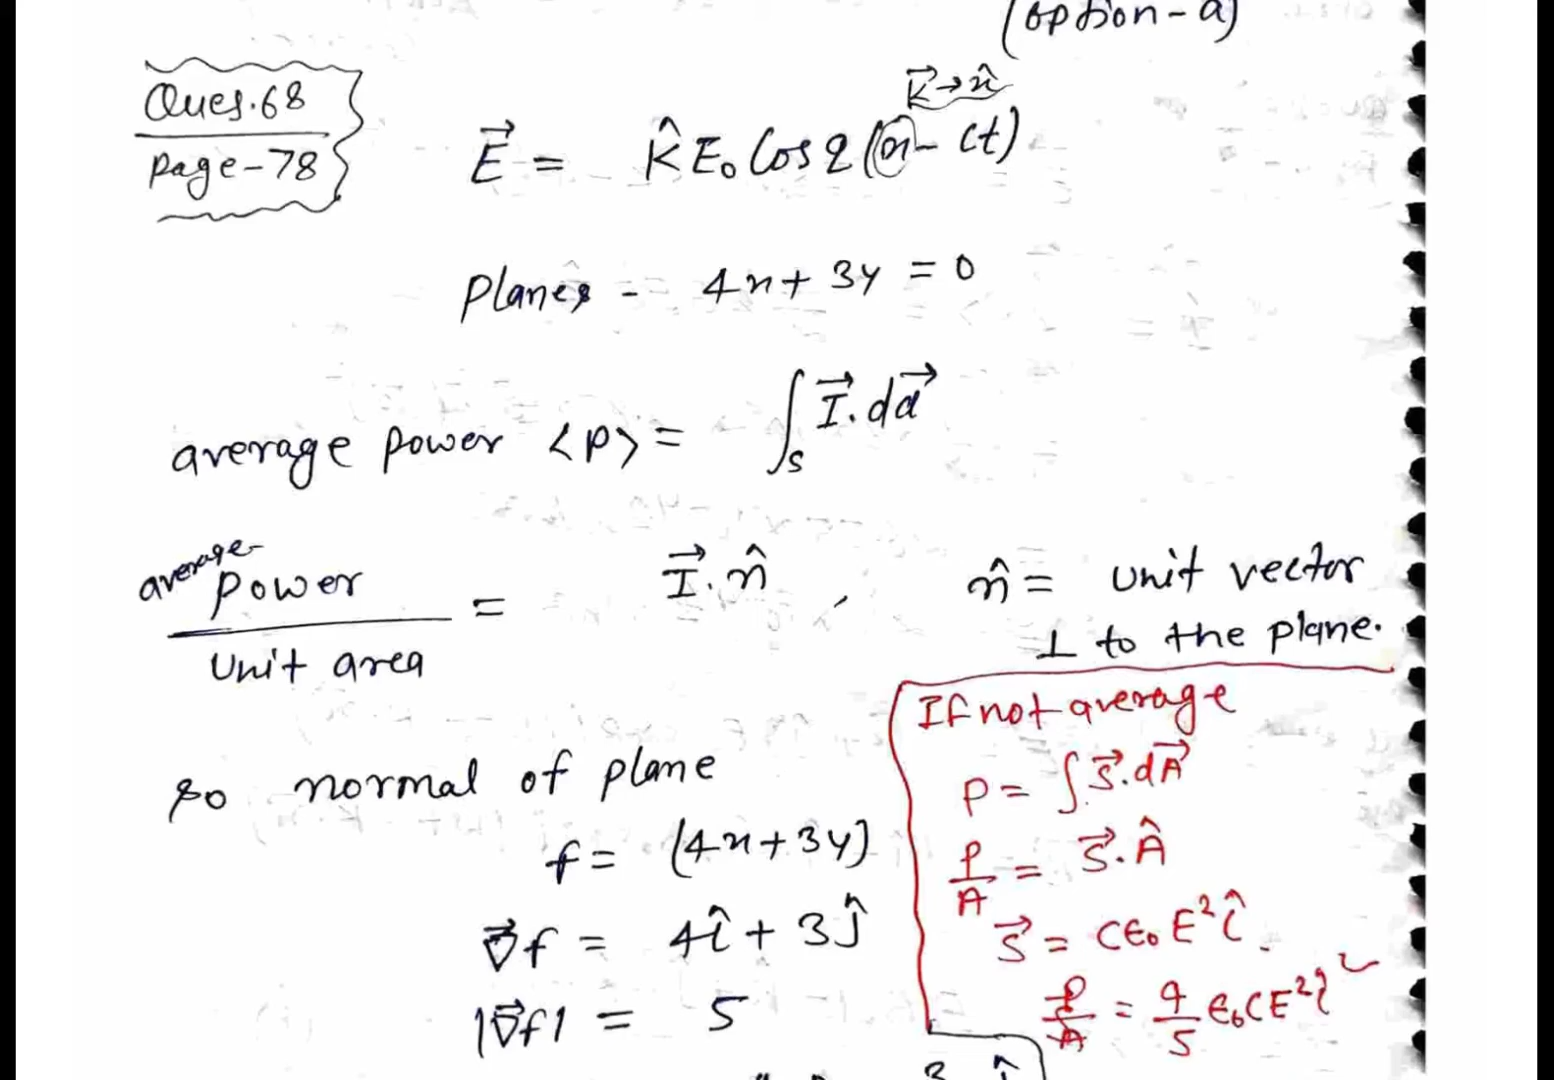 (option-a)
Ques.68
Page-78
K⃗→x̂
E⃗ = K̂ E₀ Cos 2(x - ct)
Planes - 4x + 3y = 0
average power <P> = ∫ₛ I⃗.da⃗
average power / Unit area = I⃗.n̂ , n̂ = unit vector
⊥ to the plane.
so normal of plane
f = (4x+3y)
∇⃗f = 4î + 3ĵ
|∇⃗f| = 5
If not average
P = ∫S⃗.dA⃗
P/A = S⃗.Â
S⃗ = CE₀E²î.
P/A = 4/5 ϵ₀CE²